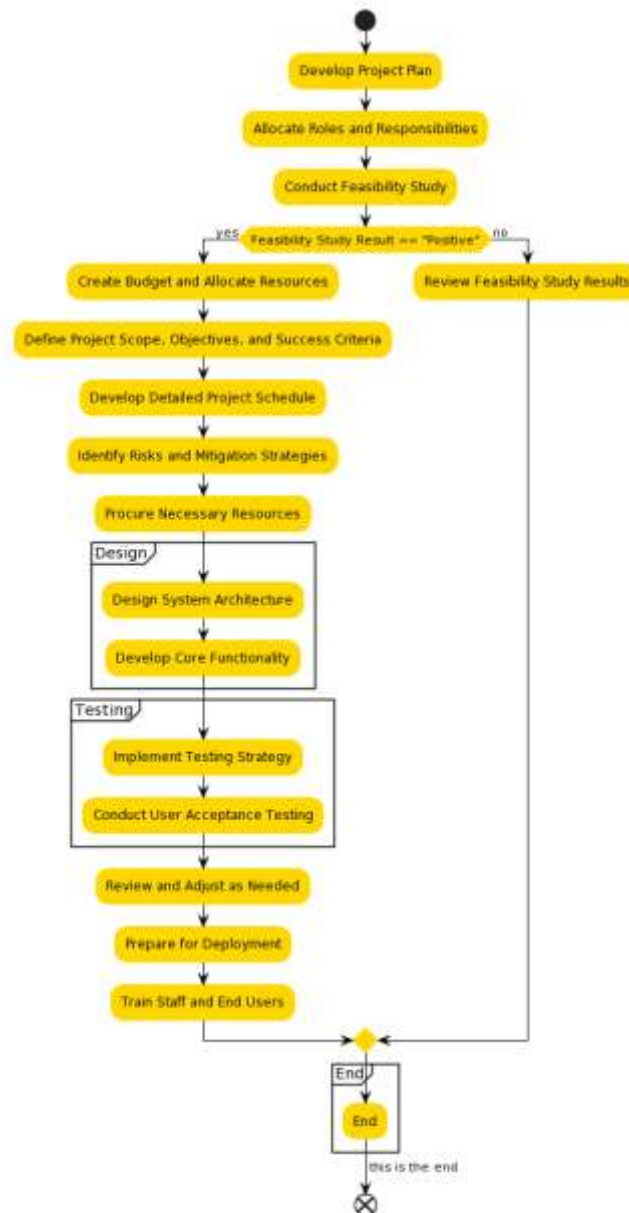 Develop Project Plan
Allocate Roles and Responsibilities
Conduct Feasibility Study
yes
Feasibility Study Result == "Positive"
no
Create Budget and Allocate Resources
Review Feasibility Study Results
Define Project Scope, Objectives, and Success Criteria
Develop Detailed Project Schedule
Identify Risks and Mitigation Strategies
Procure Necessary Resources
Design
Design System Architecture
Develop Core Functionality
Testing
Implement Testing Strategy
Conduct User Acceptance Testing
Review and Adjust as Needed
Prepare for Deployment
Train Staff and End Users
End
End
this is the end